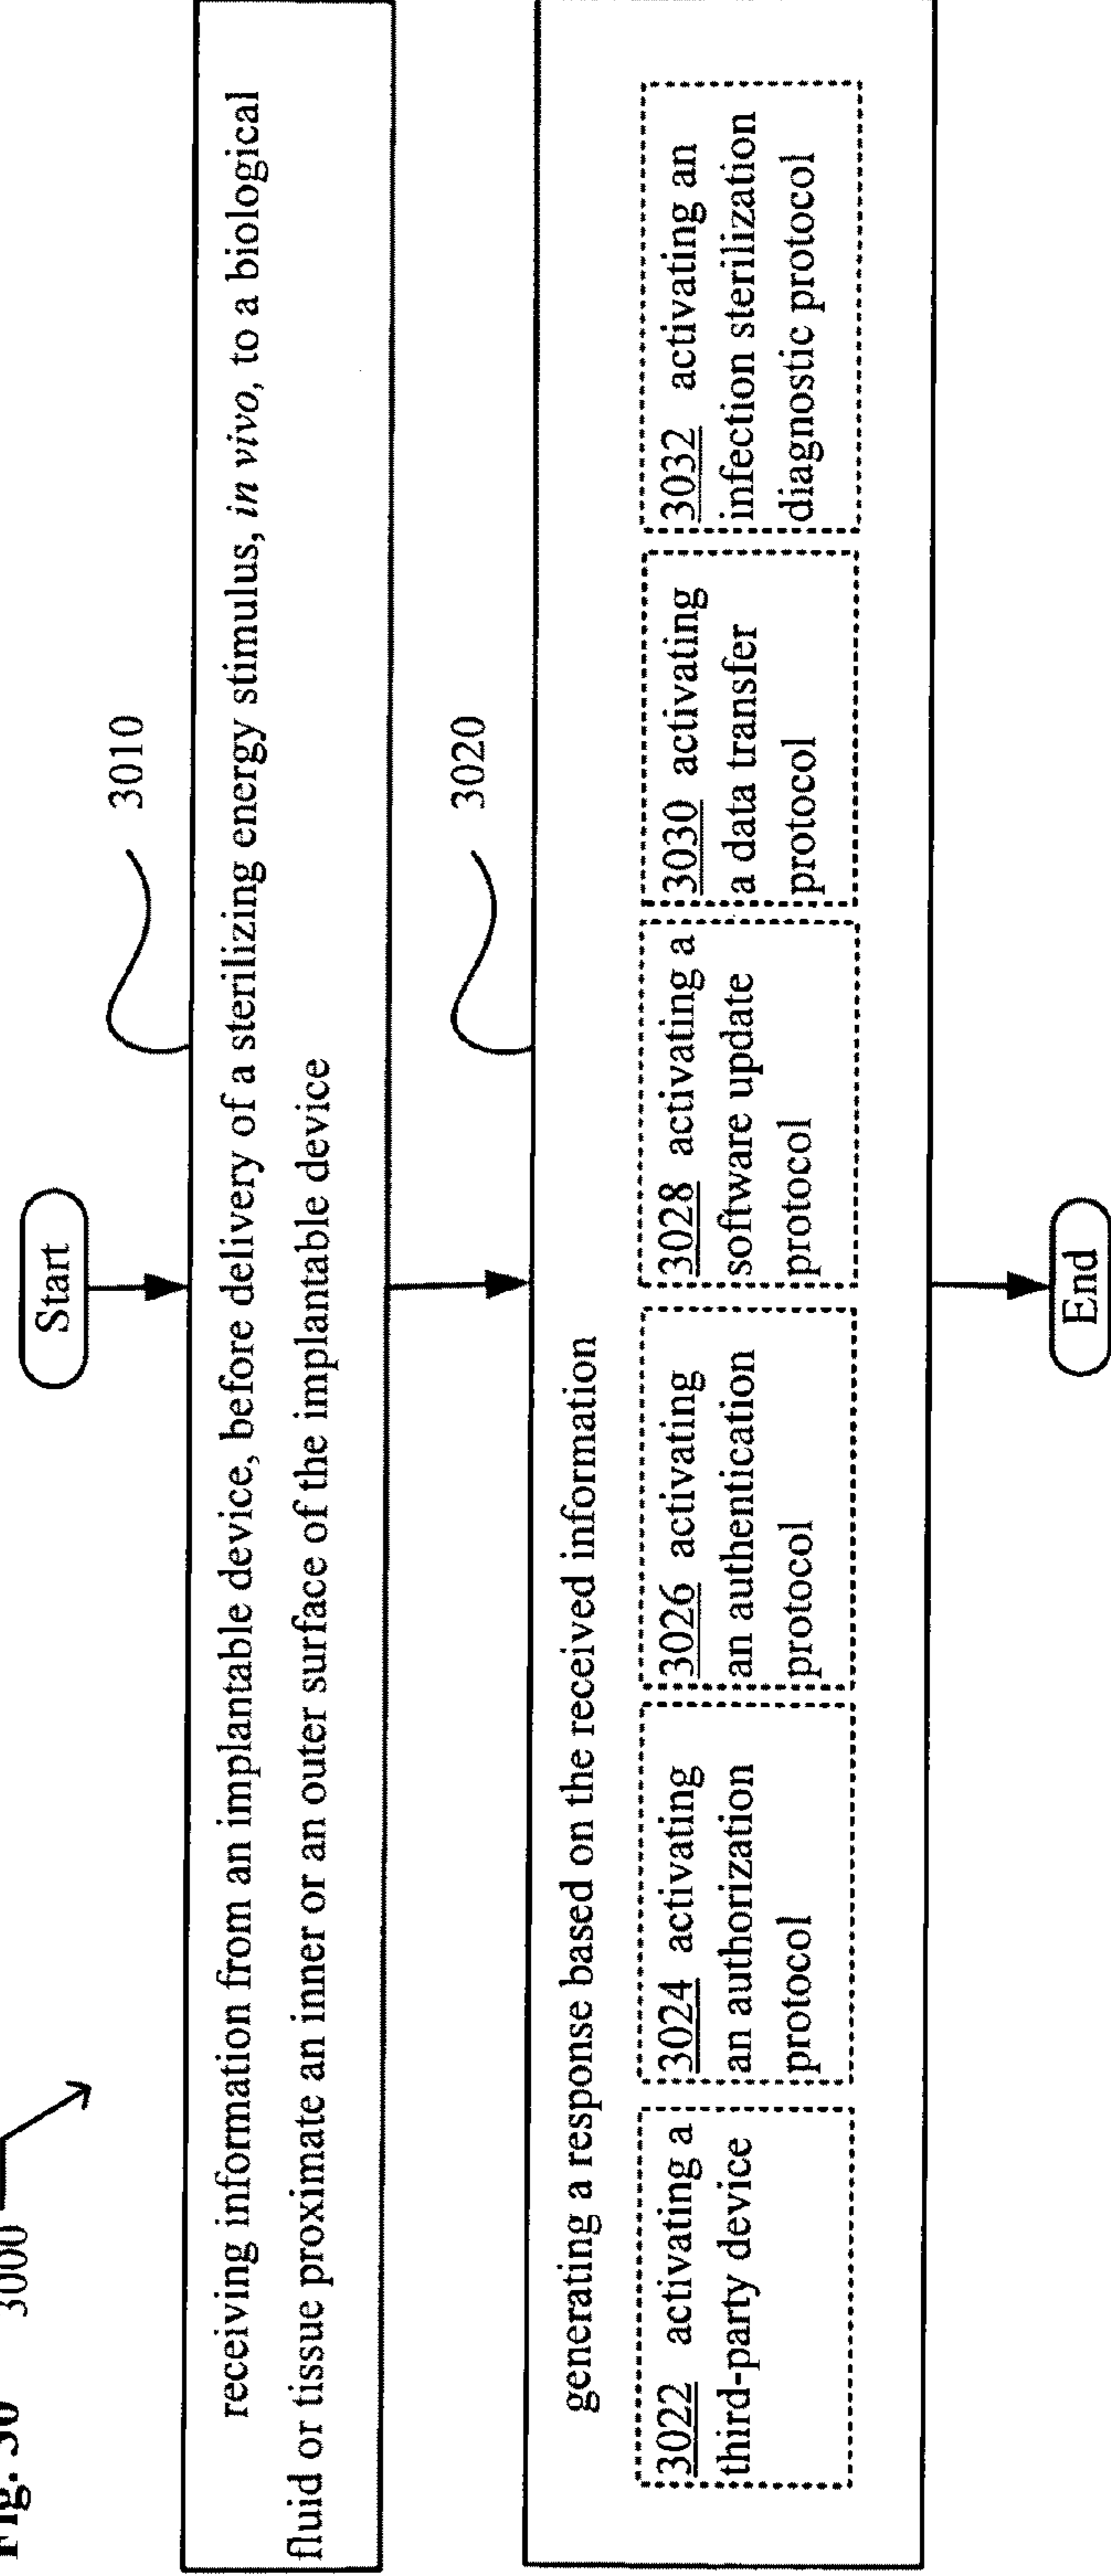 Fig. 30
3000
Start
3010
receiving information from an implantable device, before delivery of a sterilizing energy stimulus, in vivo, to a biological
fluid or tissue proximate an inner or an outer surface of the implantable device
3020
generating a response based on the received information
3022 activating a
third-party device
3024 activating
an authorization
protocol
3026 activating
an authentication
protocol
3028 activating a
software update
protocol
3030 activating
a data transfer
protocol
3032 activating an
infection sterilization
diagnostic protocol
End